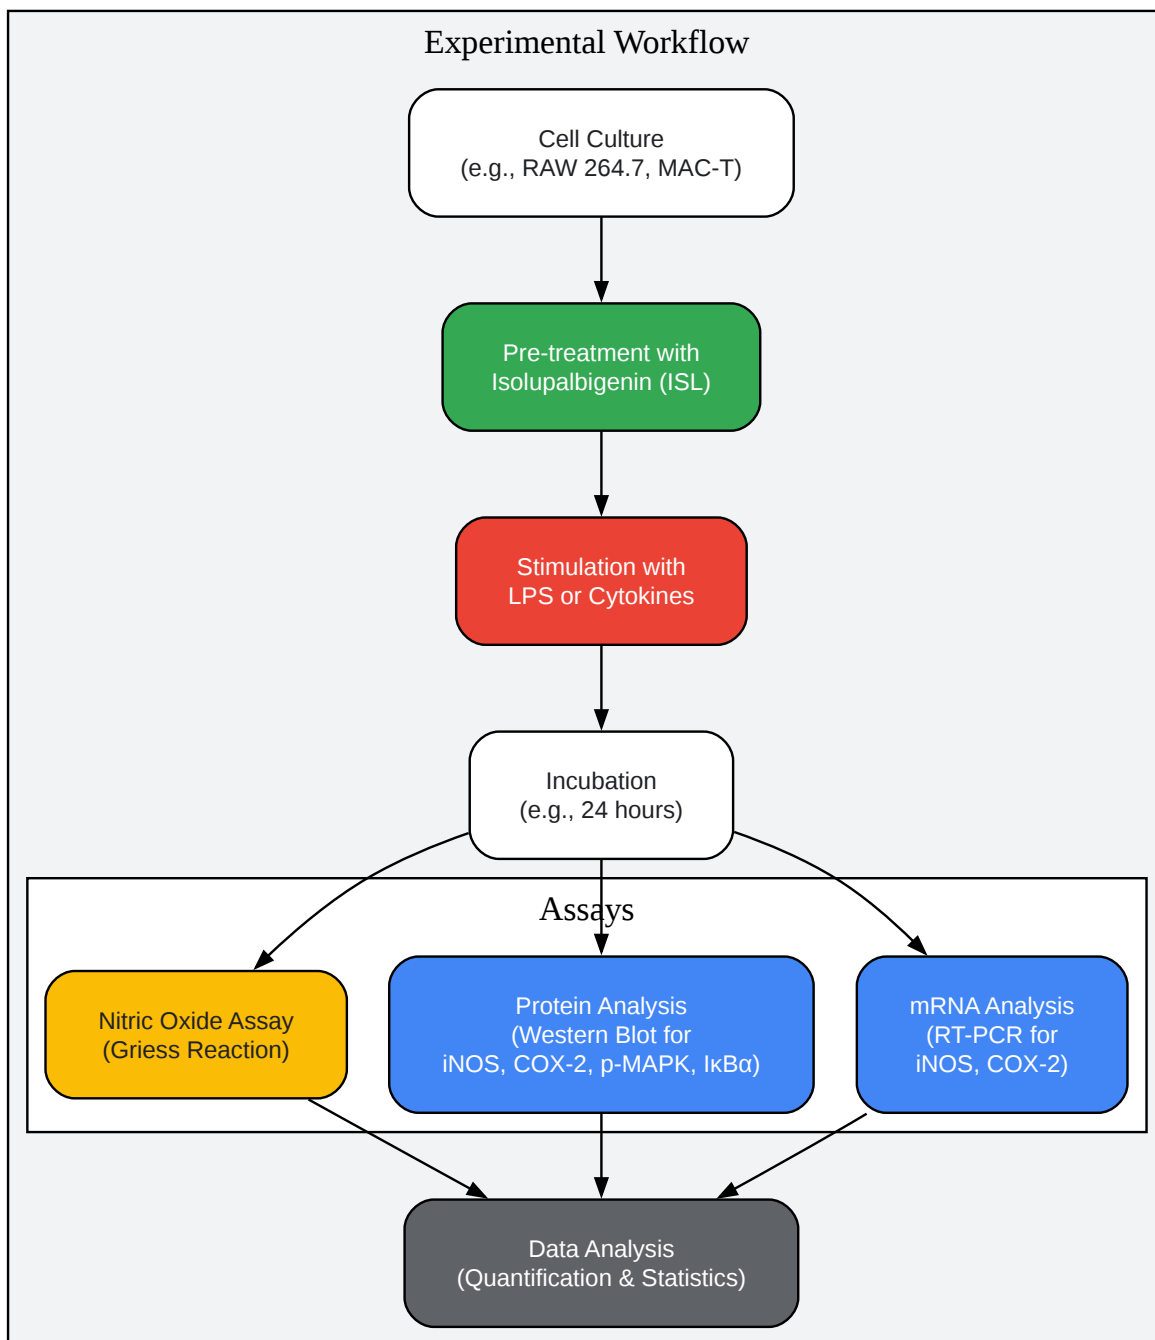 Experimental Workflow
Cell Culture
(e.g., RAW 264.7, MAC-T)
Pre-treatment with
Isolupalbigenin (ISL)
Stimulation with
LPS or Cytokines
Incubation
(e.g., 24 hours)
Assays
Nitric Oxide Assay
(Griess Reaction)
Protein Analysis
(Western Blot for
iNOS, COX-2, p-MAPK, IκBα)
mRNA Analysis
(RT-PCR for
iNOS, COX-2)
Data Analysis
(Quantification & Statistics)